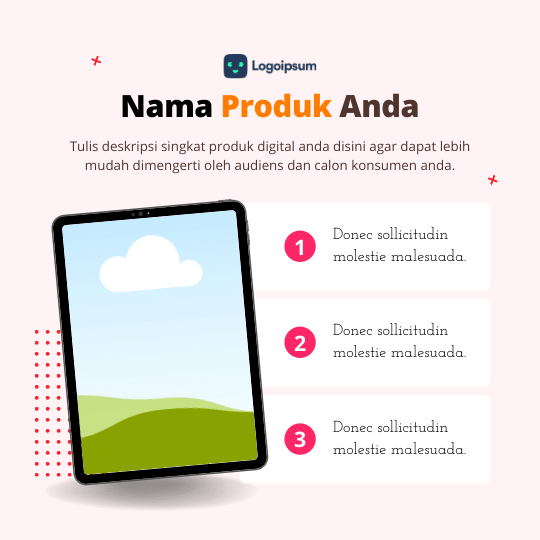 Logoipsum
Nama Produk Anda
Tulis deskripsi singkat produk digital anda disini agar dapat lebih
mudah dimengerti oleh audiens dan calon konsumen anda.
1
Donec sollicitudin
molestie malesuada.
2
Donec sollicitudin
molestie malesuada.
3
Donec sollicitudin
molestie malesuada.